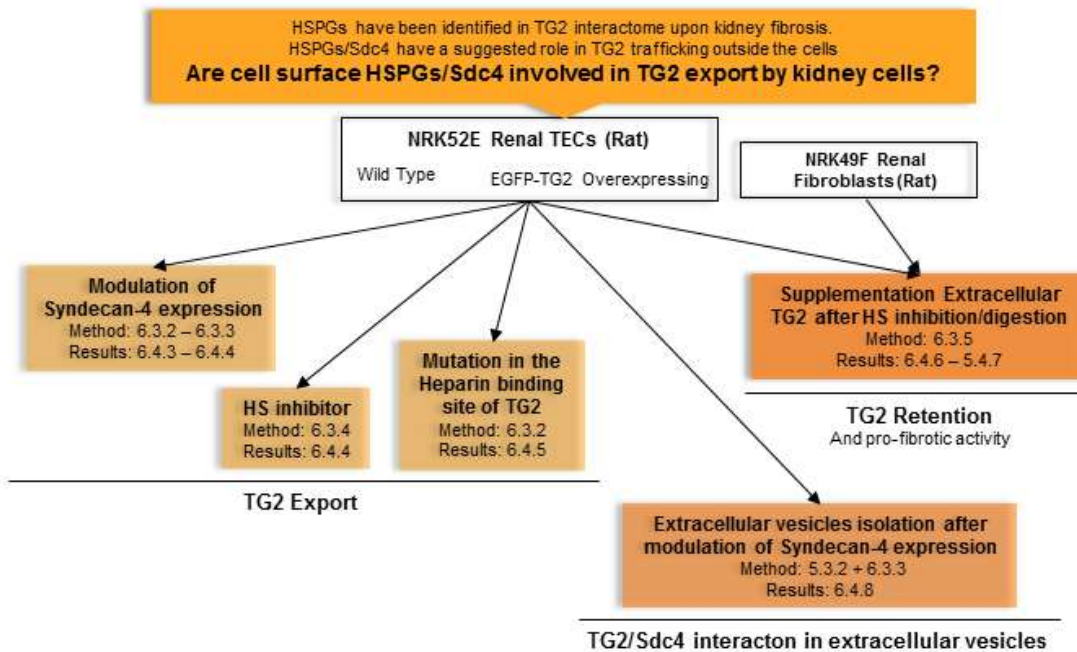 HSPGs have been identified in TG2 interactome upon kidney fibrosis.
HSPGs/Sdc4 have a suggested role in TG2 trafficking outside the cells
Are cell surface HSPGs/Sdc4 involved in TG2 export by kidney cells?
NRK52E Renal TECs (Rat)
Wild Type
EGFP-TG2 Overexpressing
NRK49F Renal
Fibroblasts (Rat)
Modulation of
Syndecan-4 expression
Method: 6.3.2 – 6.3.3
Results: 6.4.3 – 6.4.4
HS inhibitor
Method: 6.3.4
Results: 6.4.4
Mutation in the
Heparin binding
site of TG2
Method: 6.3.2
Results: 6.4.5
TG2 Export
Supplementation Extracellular
TG2 after HS inhibition/digestion
Method: 6.3.5
Results: 6.4.6 – 5.4.7
TG2 Retention
And pro-fibrotic activity
Extracellular vesicles isolation after
modulation of Syndecan-4 expression
Method: 5.3.2 + 6.3.3
Results: 6.4.8
TG2/Sdc4 interacton in extracellular vesicles